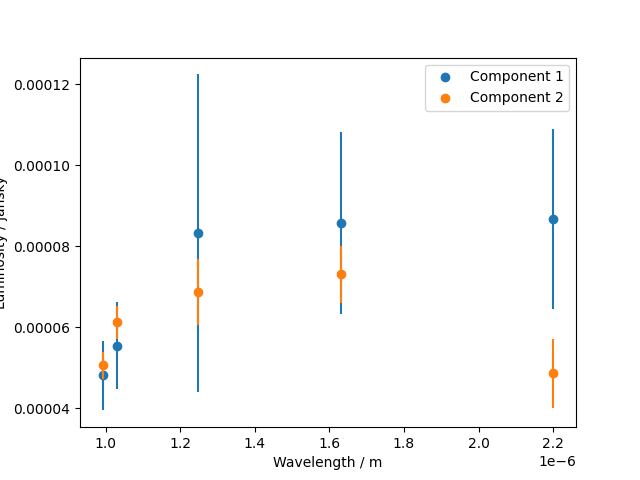 Component 1
Component 2
0.00012
0.00010
0.00008
0.00006
0.00004
Luminosity / Jansky
1.0
1.2
1.4
1.6
1.8
2.0
2.2
1e−6
Wavelength / m